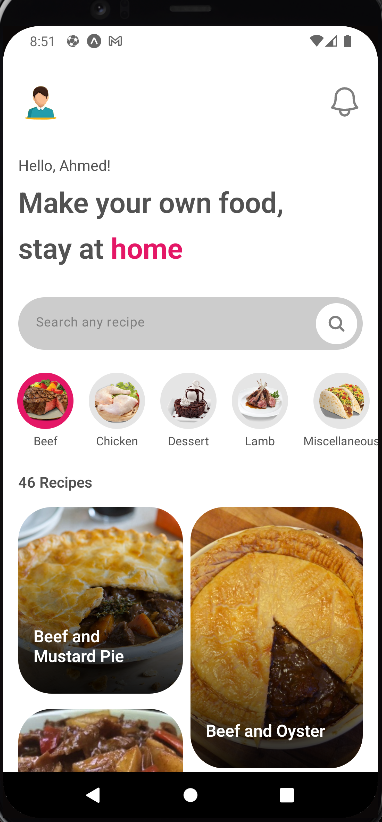 8:51
Hello, Ahmed!
Make your own food,
stay at home
Search any recipe
Beef
Chicken
Dessert
Lamb
Miscellaneous
46 Recipes
Beef and
Mustard Pie
Beef and Oyster